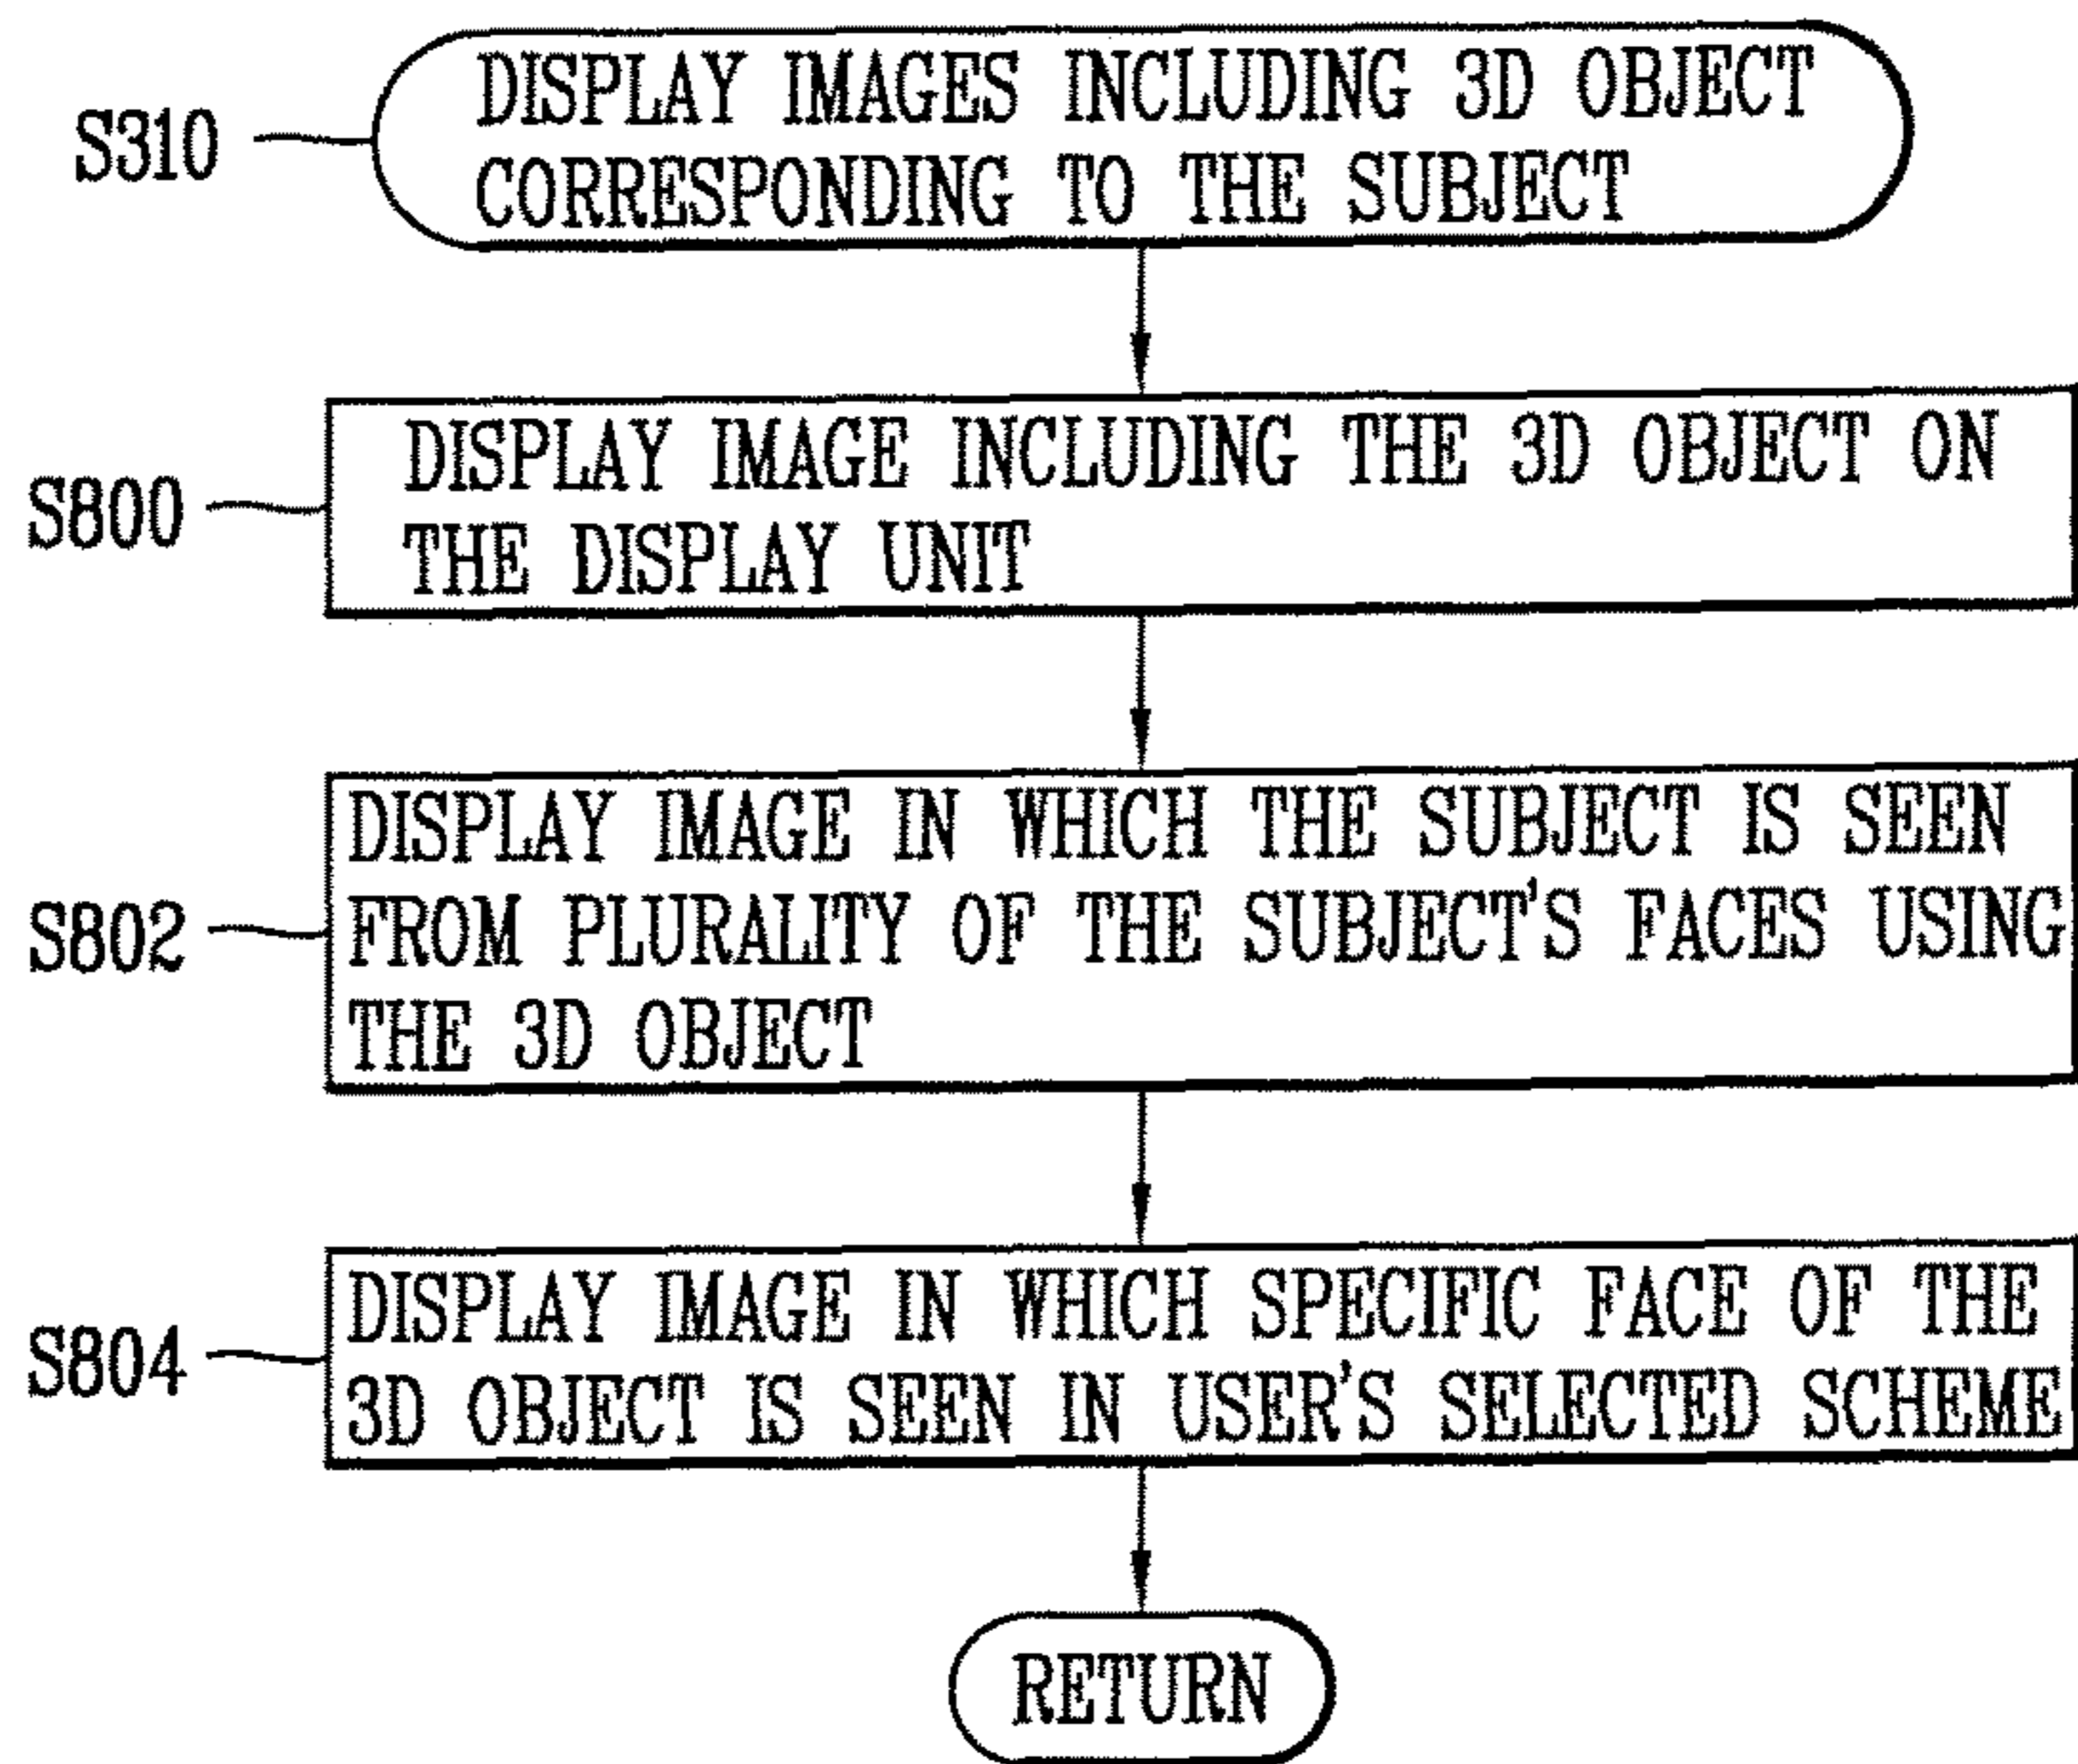 S310
DISPLAY IMAGES INCLUDING 3D OBJECT
CORRESPONDING TO THE SUBJECT
S800
DISPLAY IMAGE INCLUDING THE 3D OBJECT ON
THE DISPLAY UNIT
S802
DISPLAY IMAGE IN WHICH THE SUBJECT IS SEEN
FROM PLURALITY OF THE SUBJECT'S FACES USING
THE 3D OBJECT
S804
DISPLAY IMAGE IN WHICH SPECIFIC FACE OF THE
3D OBJECT IS SEEN IN USER'S SELECTED SCHEME
RETURN